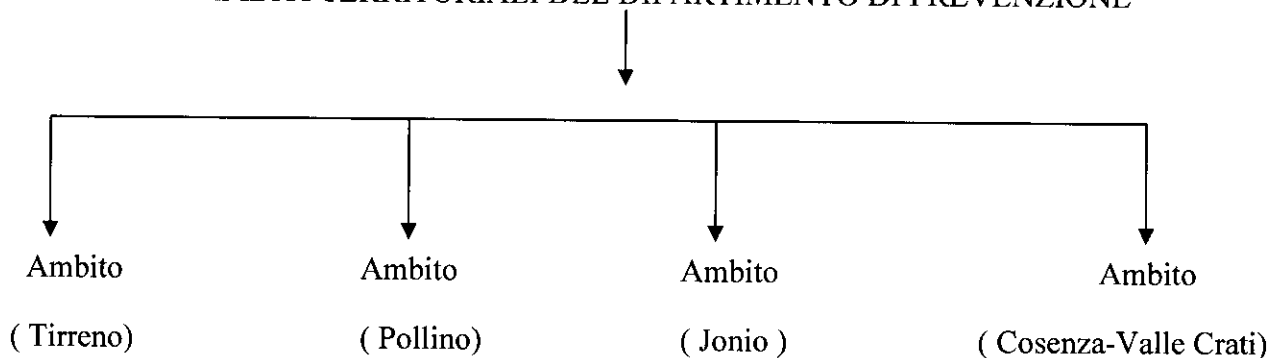 TERRITORIALI DEL DIPARTIMENTO DI PREVENZIONE
Ambito Ambito Ambito Ambito
( Tirreno) ( Pollino) ( Jonio ) ( Cosenza-Valle Crati)